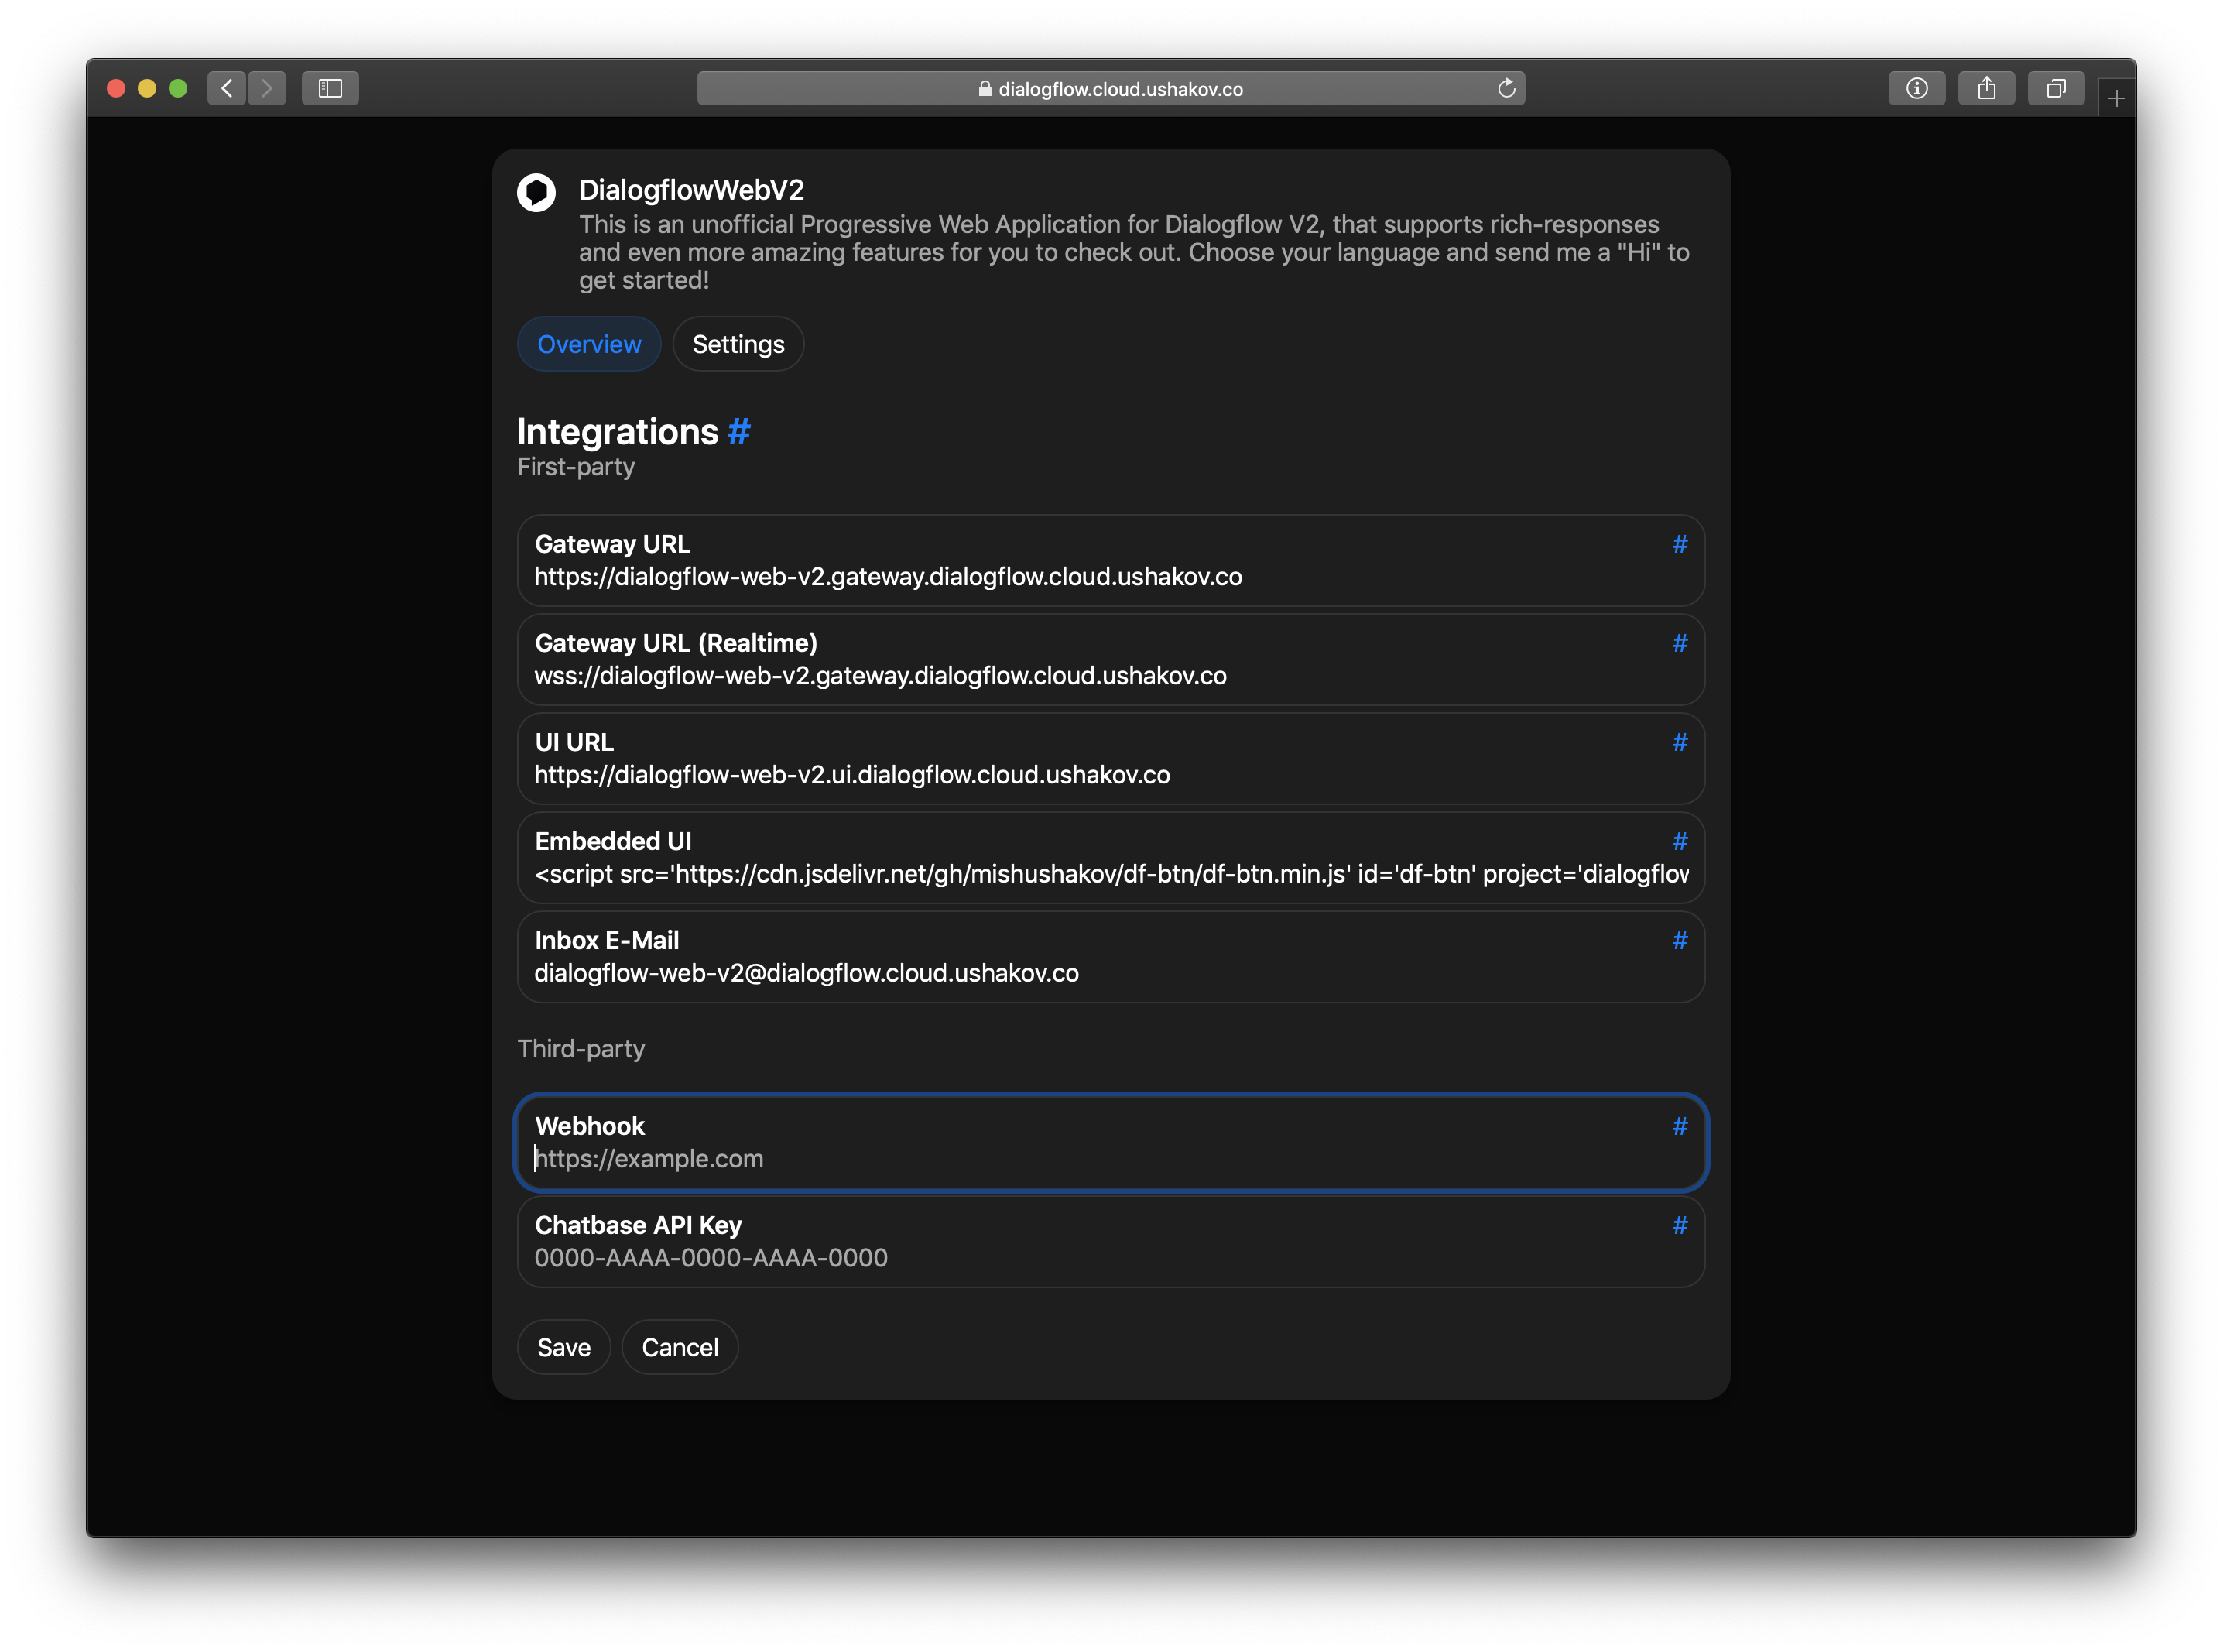 dialogflow.cloud.ushakov.co
DialogflowWebV2
This is an unofficial Progressive Web Application for Dialogflow V2, that supports rich-responses
and even more amazing features for you to check out. Choose your language and send me a "Hi" to
get started!
Overview Settings
Integrations #
First-party
Gateway URL #
https://dialogflow-web-v2.gateway.dialogflow.cloud.ushakov.co
Gateway URL (Realtime) #
wss://dialogflow-web-v2.gateway.dialogflow.cloud.ushakov.co
UI URL #
https://dialogflow-web-v2.ui.dialogflow.cloud.ushakov.co
Embedded UI #
<script src='https://cdn.jsdelivr.net/gh/mishushakov/df-btn/df-btn.min.js' id='df-btn' project='dialogflow
Inbox E-Mail #
dialogflow-web-v2@dialogflow.cloud.ushakov.co
Third-party
Webhook #
https://example.com
Chatbase API Key #
0000-AAAA-0000-AAAA-0000
Save Cancel